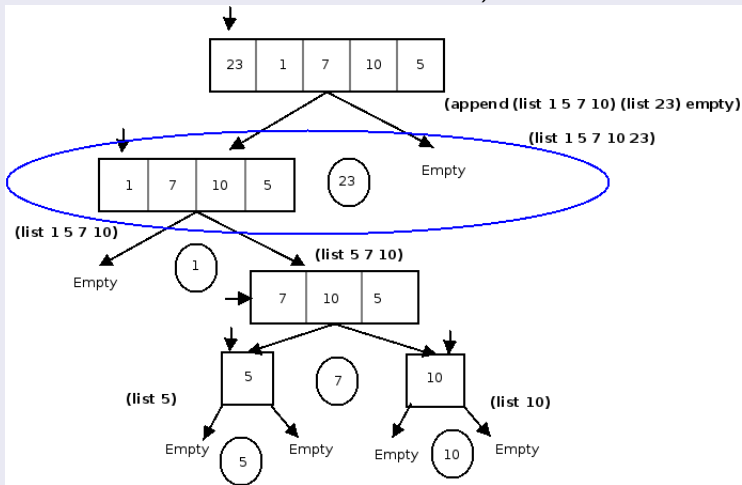 23 1 7 10 5
(append (list 1 5 7 10) (list 23) empty)
(list 1 5 7 10 23)
Empty
1 7 10 5
23
(list 1 5 7 10)
(list 5 7 10)
1
Empty
7 10 5
5
7
10
(list 5)
(list 10)
Empty
Empty
Empty
Empty
5
10